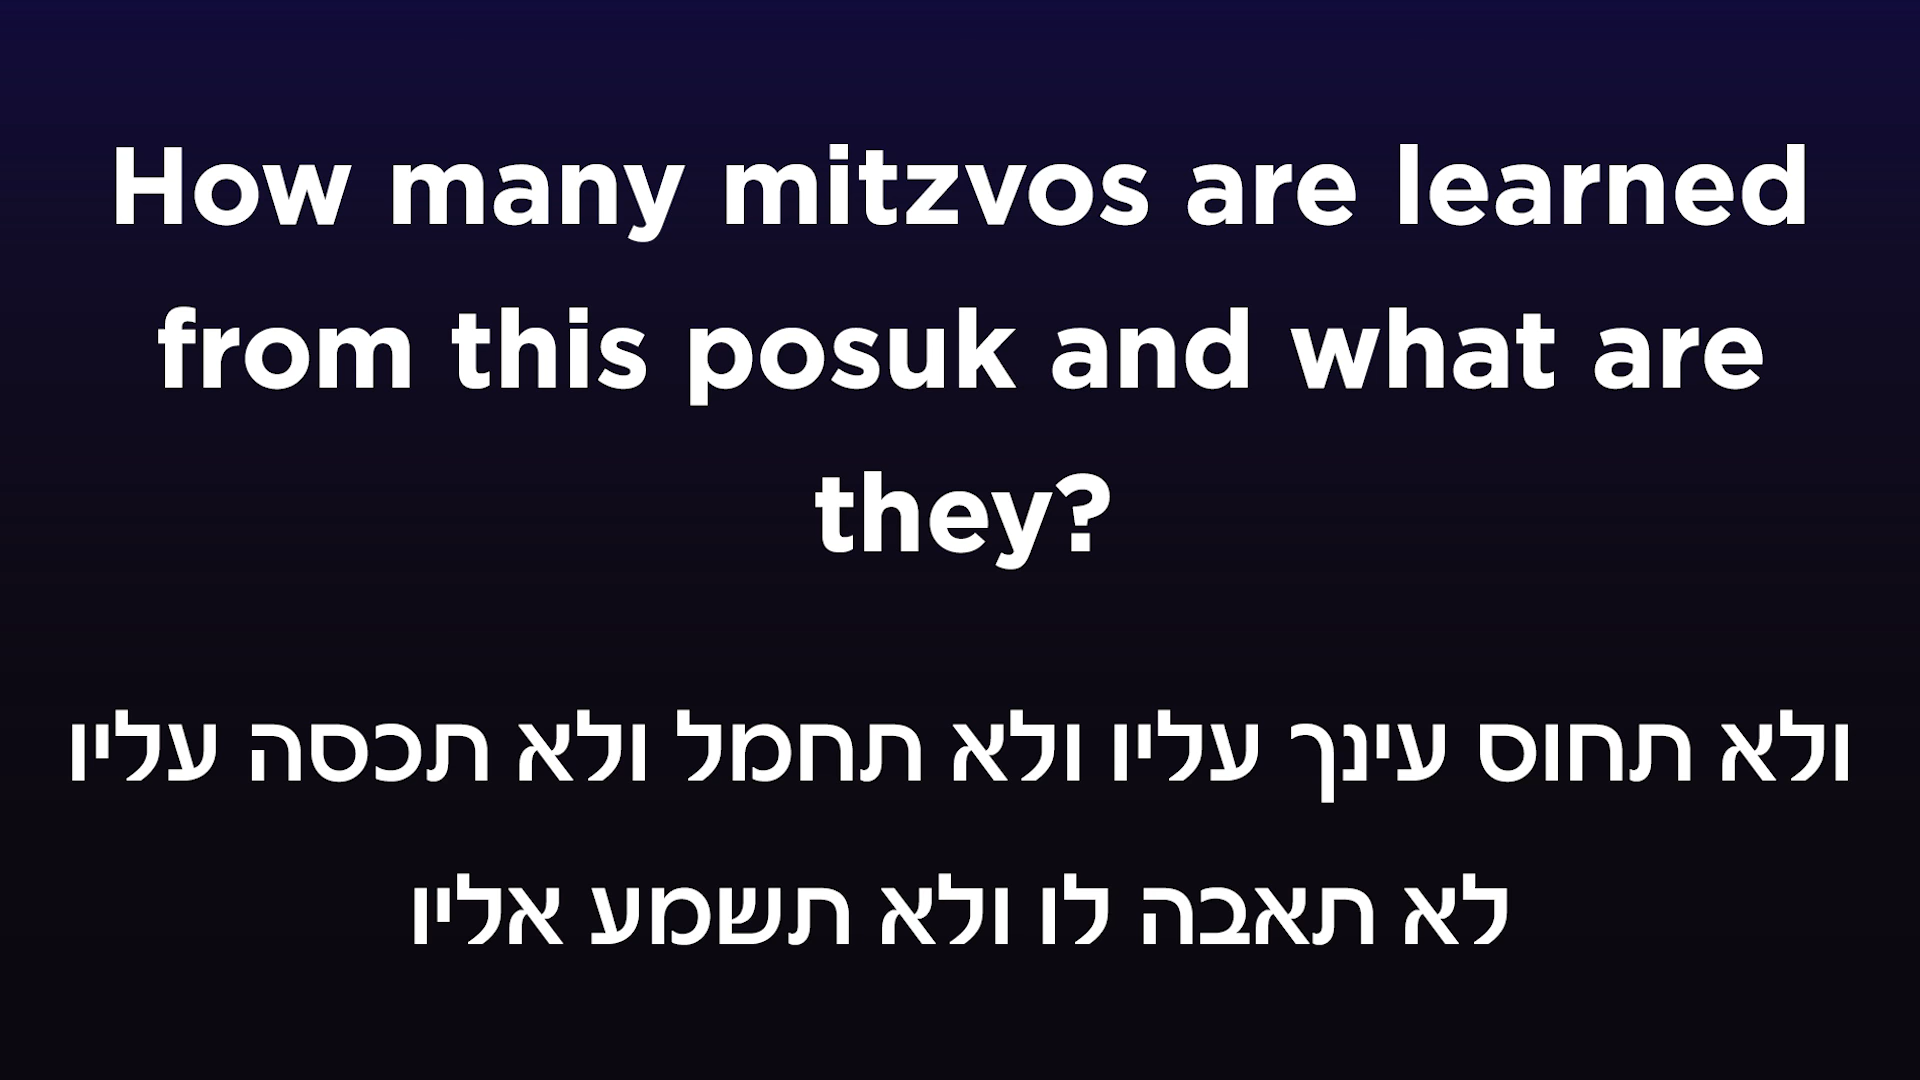 How many mitzvos are learned
from this posuk and what are
they?
ולא תחוס עינך עליו ולא תחמל ולא תכסה עליו
לא תאבה לו ולא תשמע אליו